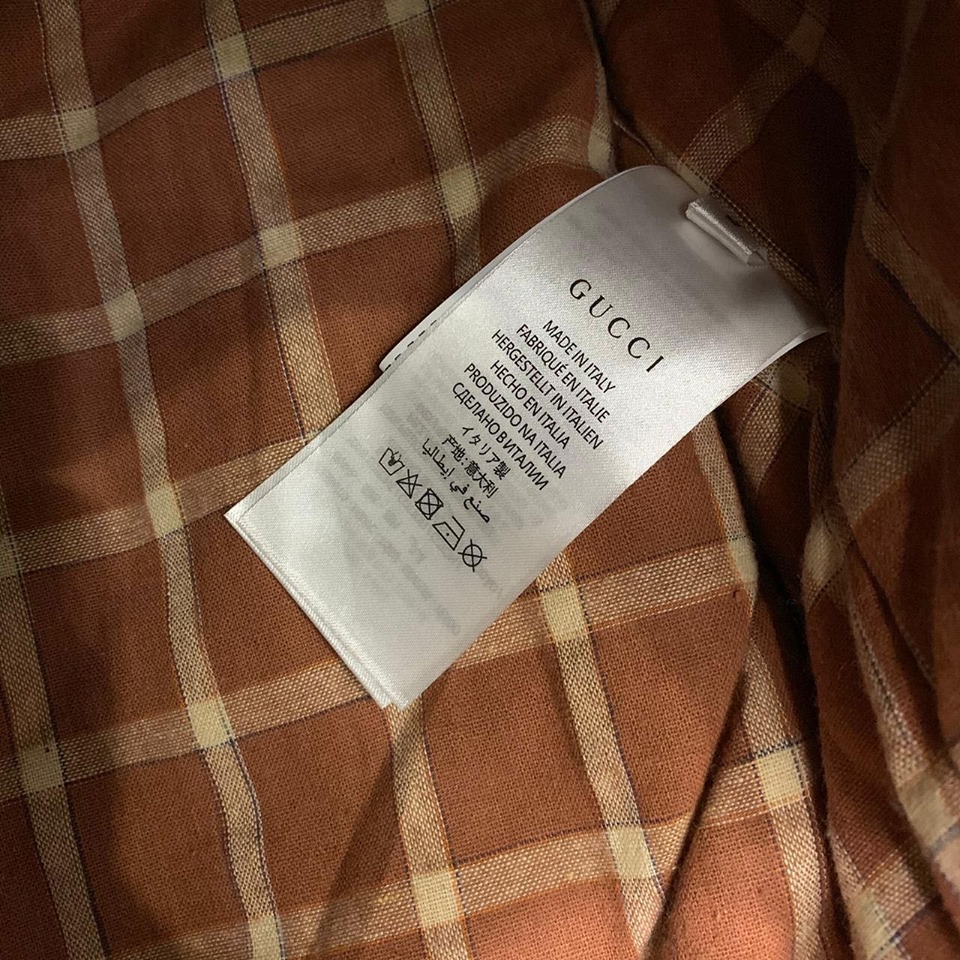 GUCCI
MADE IN ITALY
FABRIQUÉ EN ITALIE
HERGESTELLT IN ITALIEN
HECHO EN ITALIA
PRODUZIDO NA ITALIA
СДЕЛАНО В ИТАЛИИ
イタリア製
产地:意大利
صنع في إيطاليا